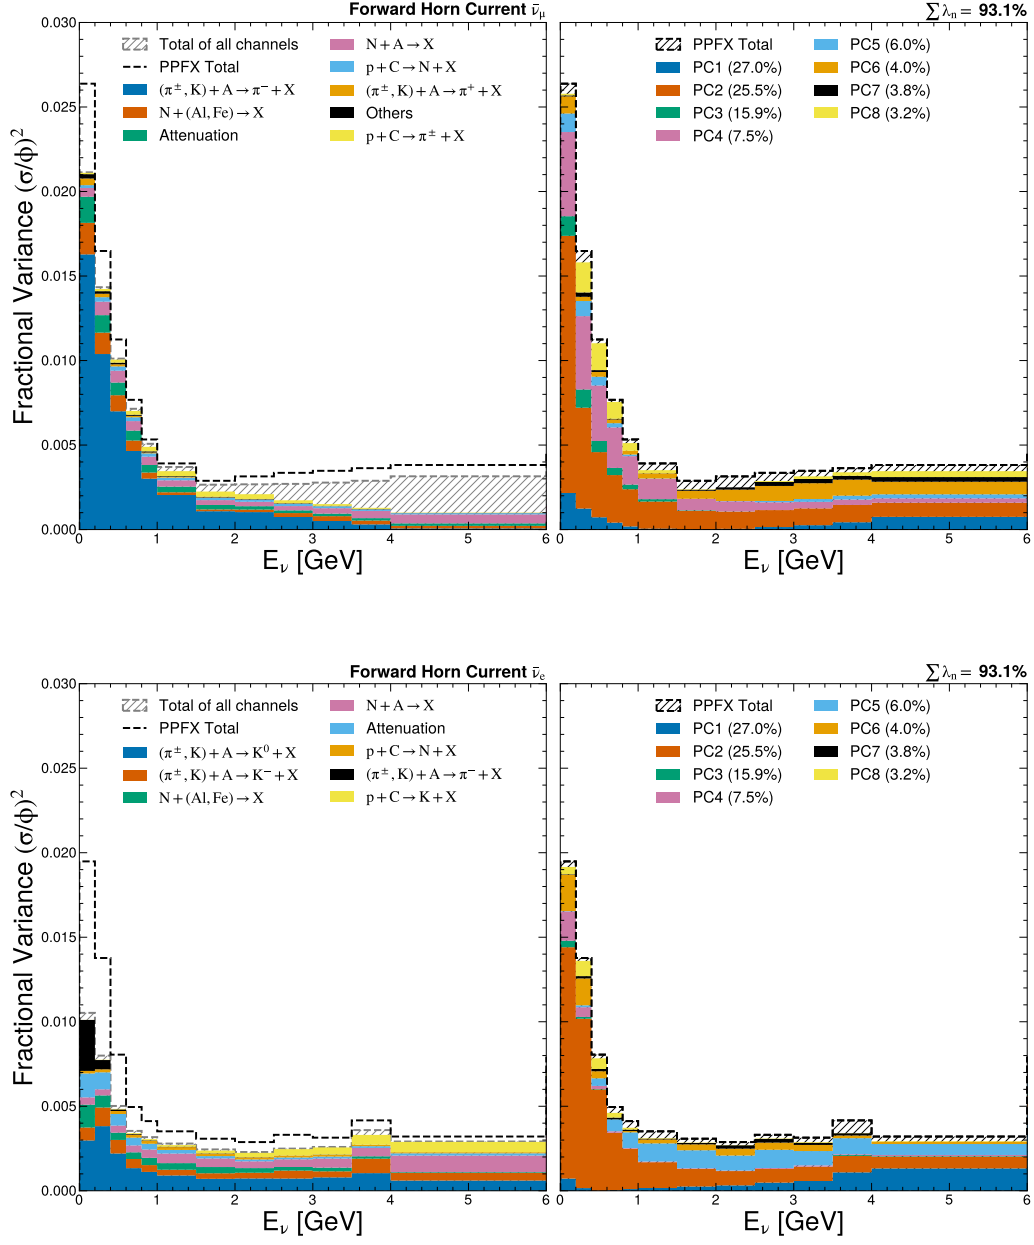 Forward Horn Current ν̄μ
Total of all channels
PPFX Total
(π±, K) + A → π− + X
N + (Al, Fe) → X
Attenuation
N + A → X
p + C → N + X
(π±, K) + A → π+ + X
Others
p + C → π± + X
Fractional Variance (σ/ϕ)²
0.030
0.025
0.020
0.015
0.010
0.005
0.000
0 1 2 3 4 5 6
Eν [GeV]
∑ λn = 93.1%
PPFX Total
PC1 (27.0%)
PC2 (25.5%)
PC3 (15.9%)
PC4 (7.5%)
PC5 (6.0%)
PC6 (4.0%)
PC7 (3.8%)
PC8 (3.2%)
0 1 2 3 4 5 6
Eν [GeV]
Forward Horn Current ν̄e
Total of all channels
PPFX Total
(π±, K) + A → K⁰ + X
(π±, K) + A → K− + X
N + (Al, Fe) → X
N + A → X
Attenuation
p + C → N + X
(π±, K) + A → π− + X
p + C → K + X
Fractional Variance (σ/ϕ)²
0.030
0.025
0.020
0.015
0.010
0.005
0.000
0 1 2 3 4 5 6
Eν [GeV]
∑ λn = 93.1%
PPFX Total
PC1 (27.0%)
PC2 (25.5%)
PC3 (15.9%)
PC4 (7.5%)
PC5 (6.0%)
PC6 (4.0%)
PC7 (3.8%)
PC8 (3.2%)
0 1 2 3 4 5 6
Eν [GeV]